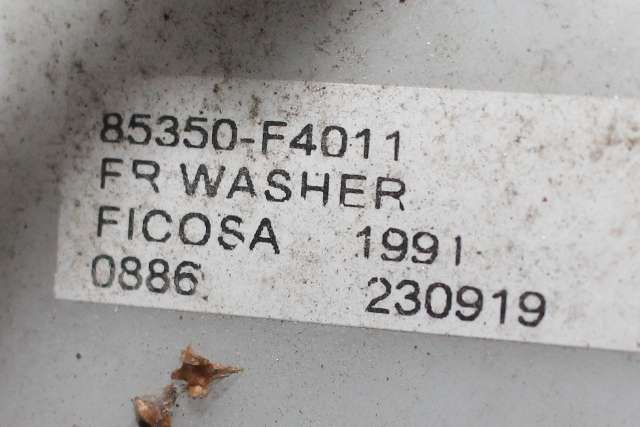 85350-F4011
FR WASHER
FICOSA 1991
0886 230919